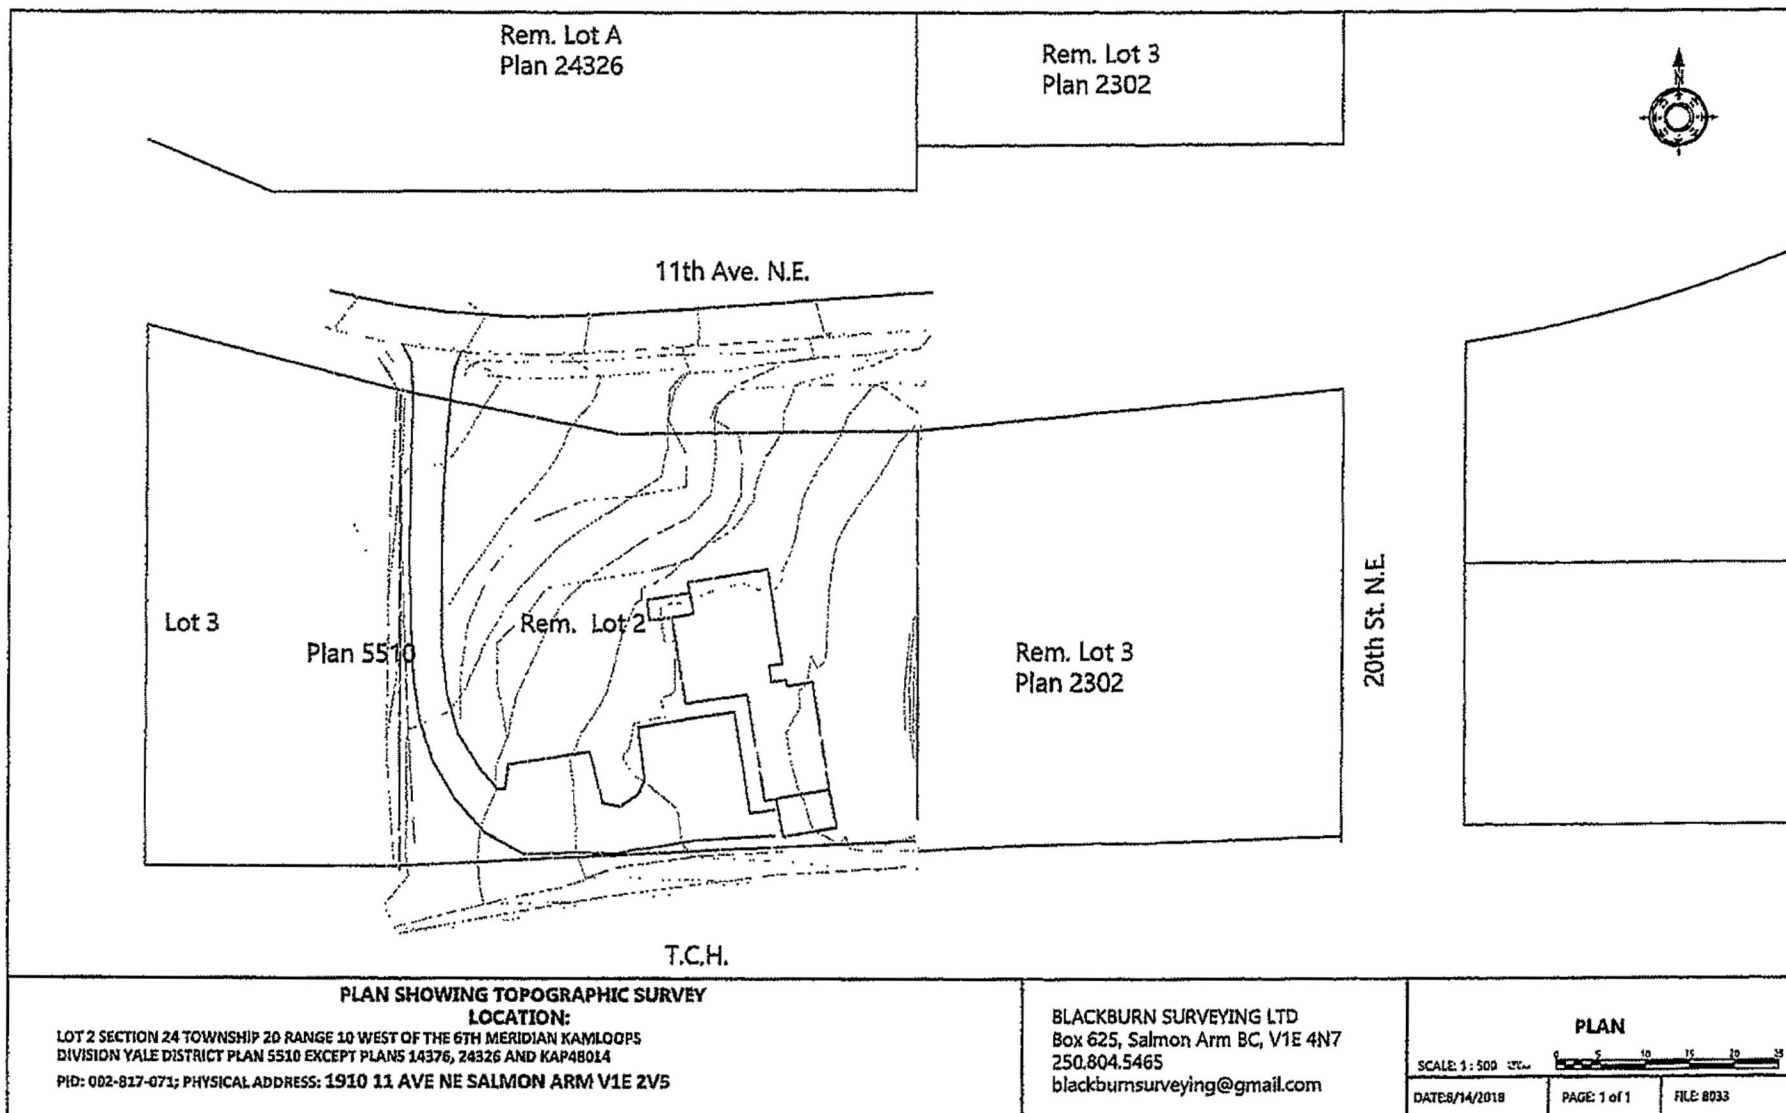 Rem. Lot A
Plan 24326
Rem. Lot 3
Plan 2302
N
11th Ave. N.E.
Lot 3
Plan 5510
Rem. Lot 2
Rem. Lot 3
Plan 2302
20th St. N.E.
T.C.H.
PLAN SHOWING TOPOGRAPHIC SURVEY
LOCATION:
LOT 2 SECTION 24 TOWNSHIP 20 RANGE 10 WEST OF THE 6TH MERIDIAN KAMLOOPS
DIVISION YALE DISTRICT PLAN 5510 EXCEPT PLANS 14376, 24326 AND KAP48014
PID: 002-817-071; PHYSICAL ADDRESS: 1910 11 AVE NE SALMON ARM V1E 2V5
BLACKBURN SURVEYING LTD
Box 625, Salmon Arm BC, V1E 4N7
250.804.5465
blackburnsurveying@gmail.com
PLAN
SCALE: 1 : 500
0 5 10 15 20 25
DATE:8/14/2018
PAGE: 1 of 1
FILE: 8033